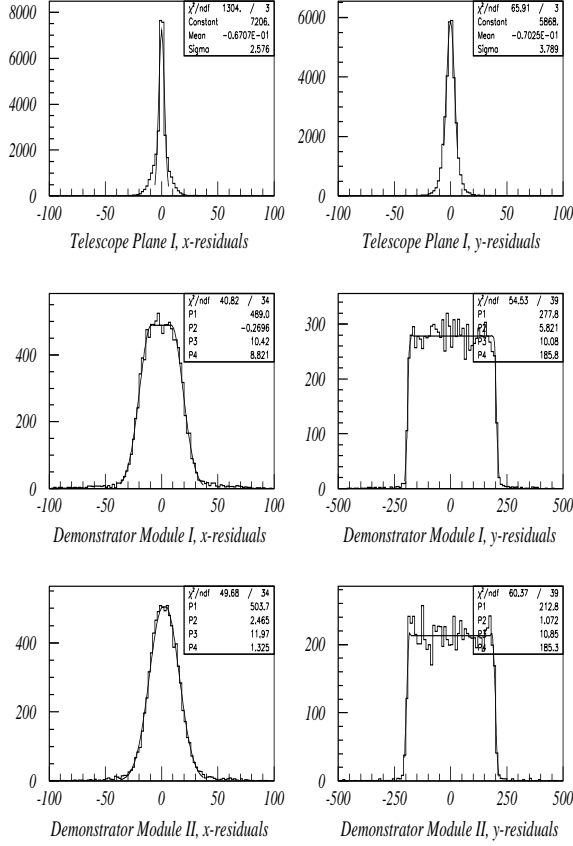 χ²/ndf 1304. / 3
Constant 7206.
Mean -0.6707E-01
Sigma 2.576
8000
6000
4000
2000
0
-100 -50 0 50 100
Telescope Plane I, x-residuals
χ²/ndf 65.91 / 3
Constant 5868.
Mean -0.7025E-01
Sigma 3.789
6000
4000
2000
0
-100 -50 0 50 100
Telescope Plane I, y-residuals
χ²/ndf 40.82 / 34
P1 489.0
P2 -0.2696
P3 10.42
P4 8.821
400
200
0
-100 -50 0 50 100
Demonstrator Module I, x-residuals
χ²/ndf 54.53 / 39
P1 277.8
P2 5.821
P3 10.08
P4 185.8
300
200
100
0
-500 -250 0 250 500
Demonstrator Module I, y-residuals
χ²/ndf 49.68 / 34
P1 503.7
P2 2.465
P3 11.97
P4 1.325
400
200
0
-100 -50 0 50 100
Demonstrator Module II, x-residuals
χ²/ndf 60.37 / 39
P1 212.8
P2 1.072
P3 10.85
P4 185.3
200
100
0
-500 -250 0 250 500
Demonstrator Module II, y-residuals